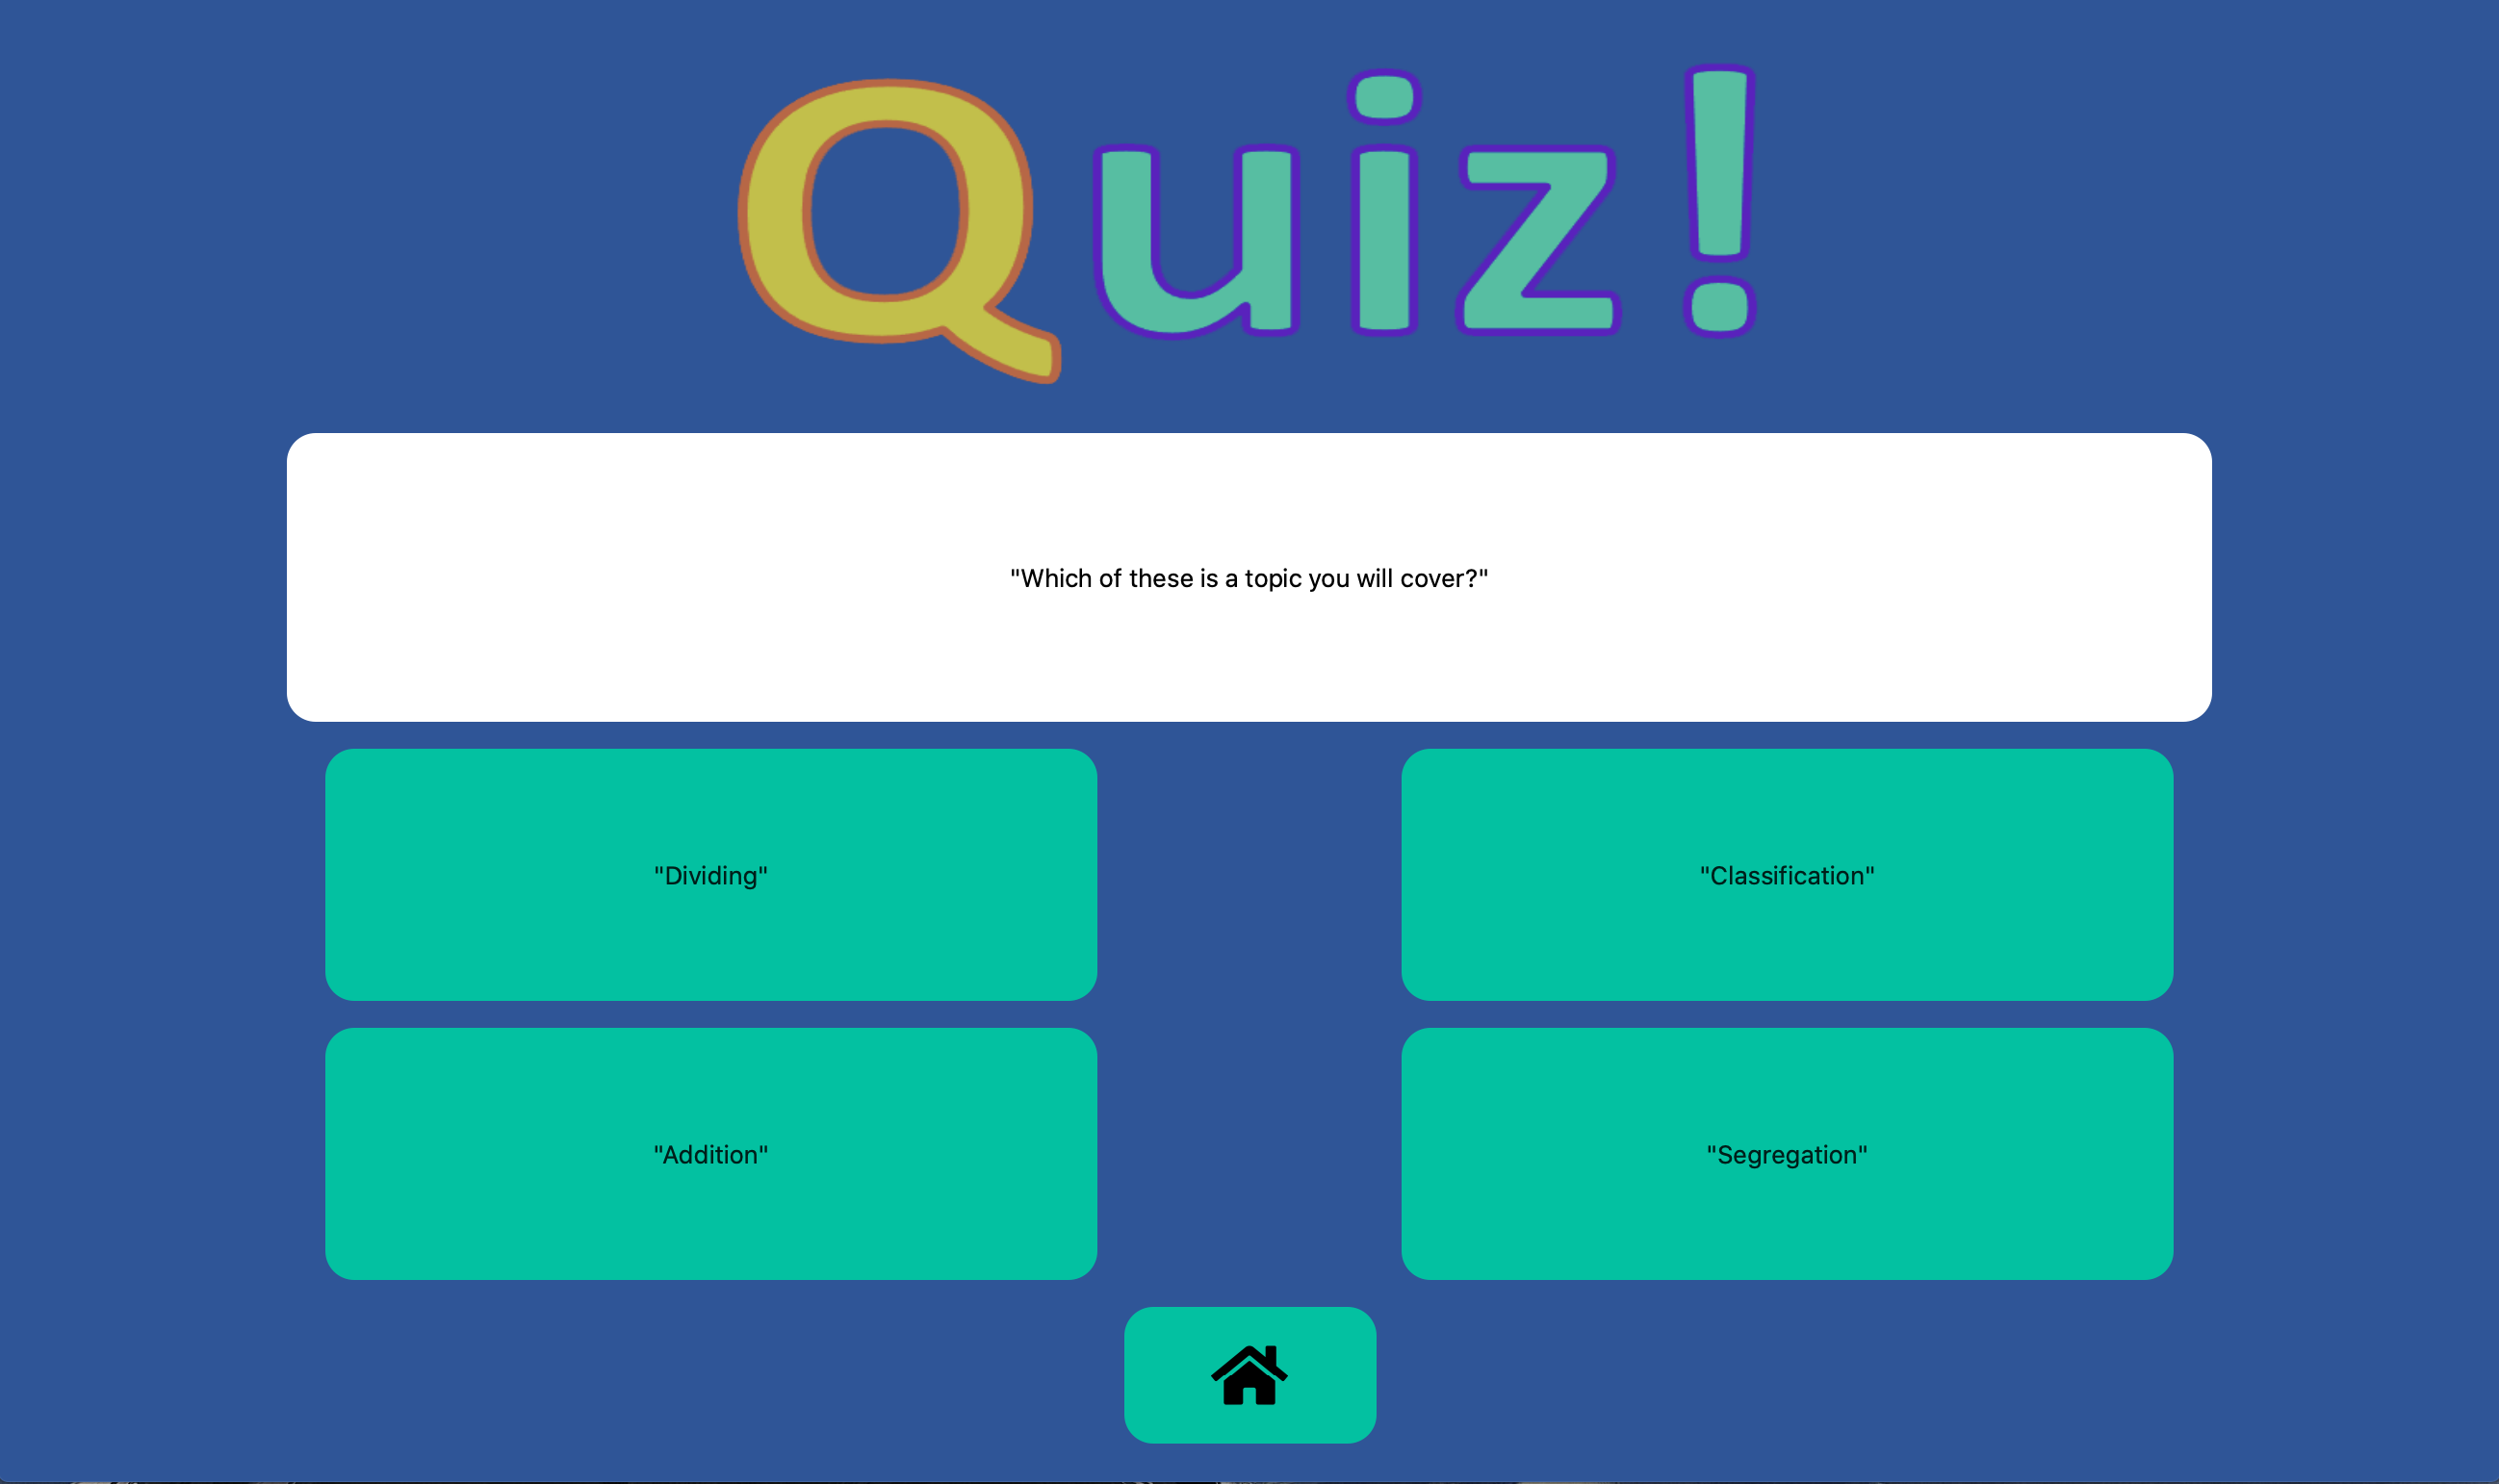 Quiz!
"Which of these is a topic you will cover?"
"Dividing"
"Classification"
"Addition"
"Segregation"